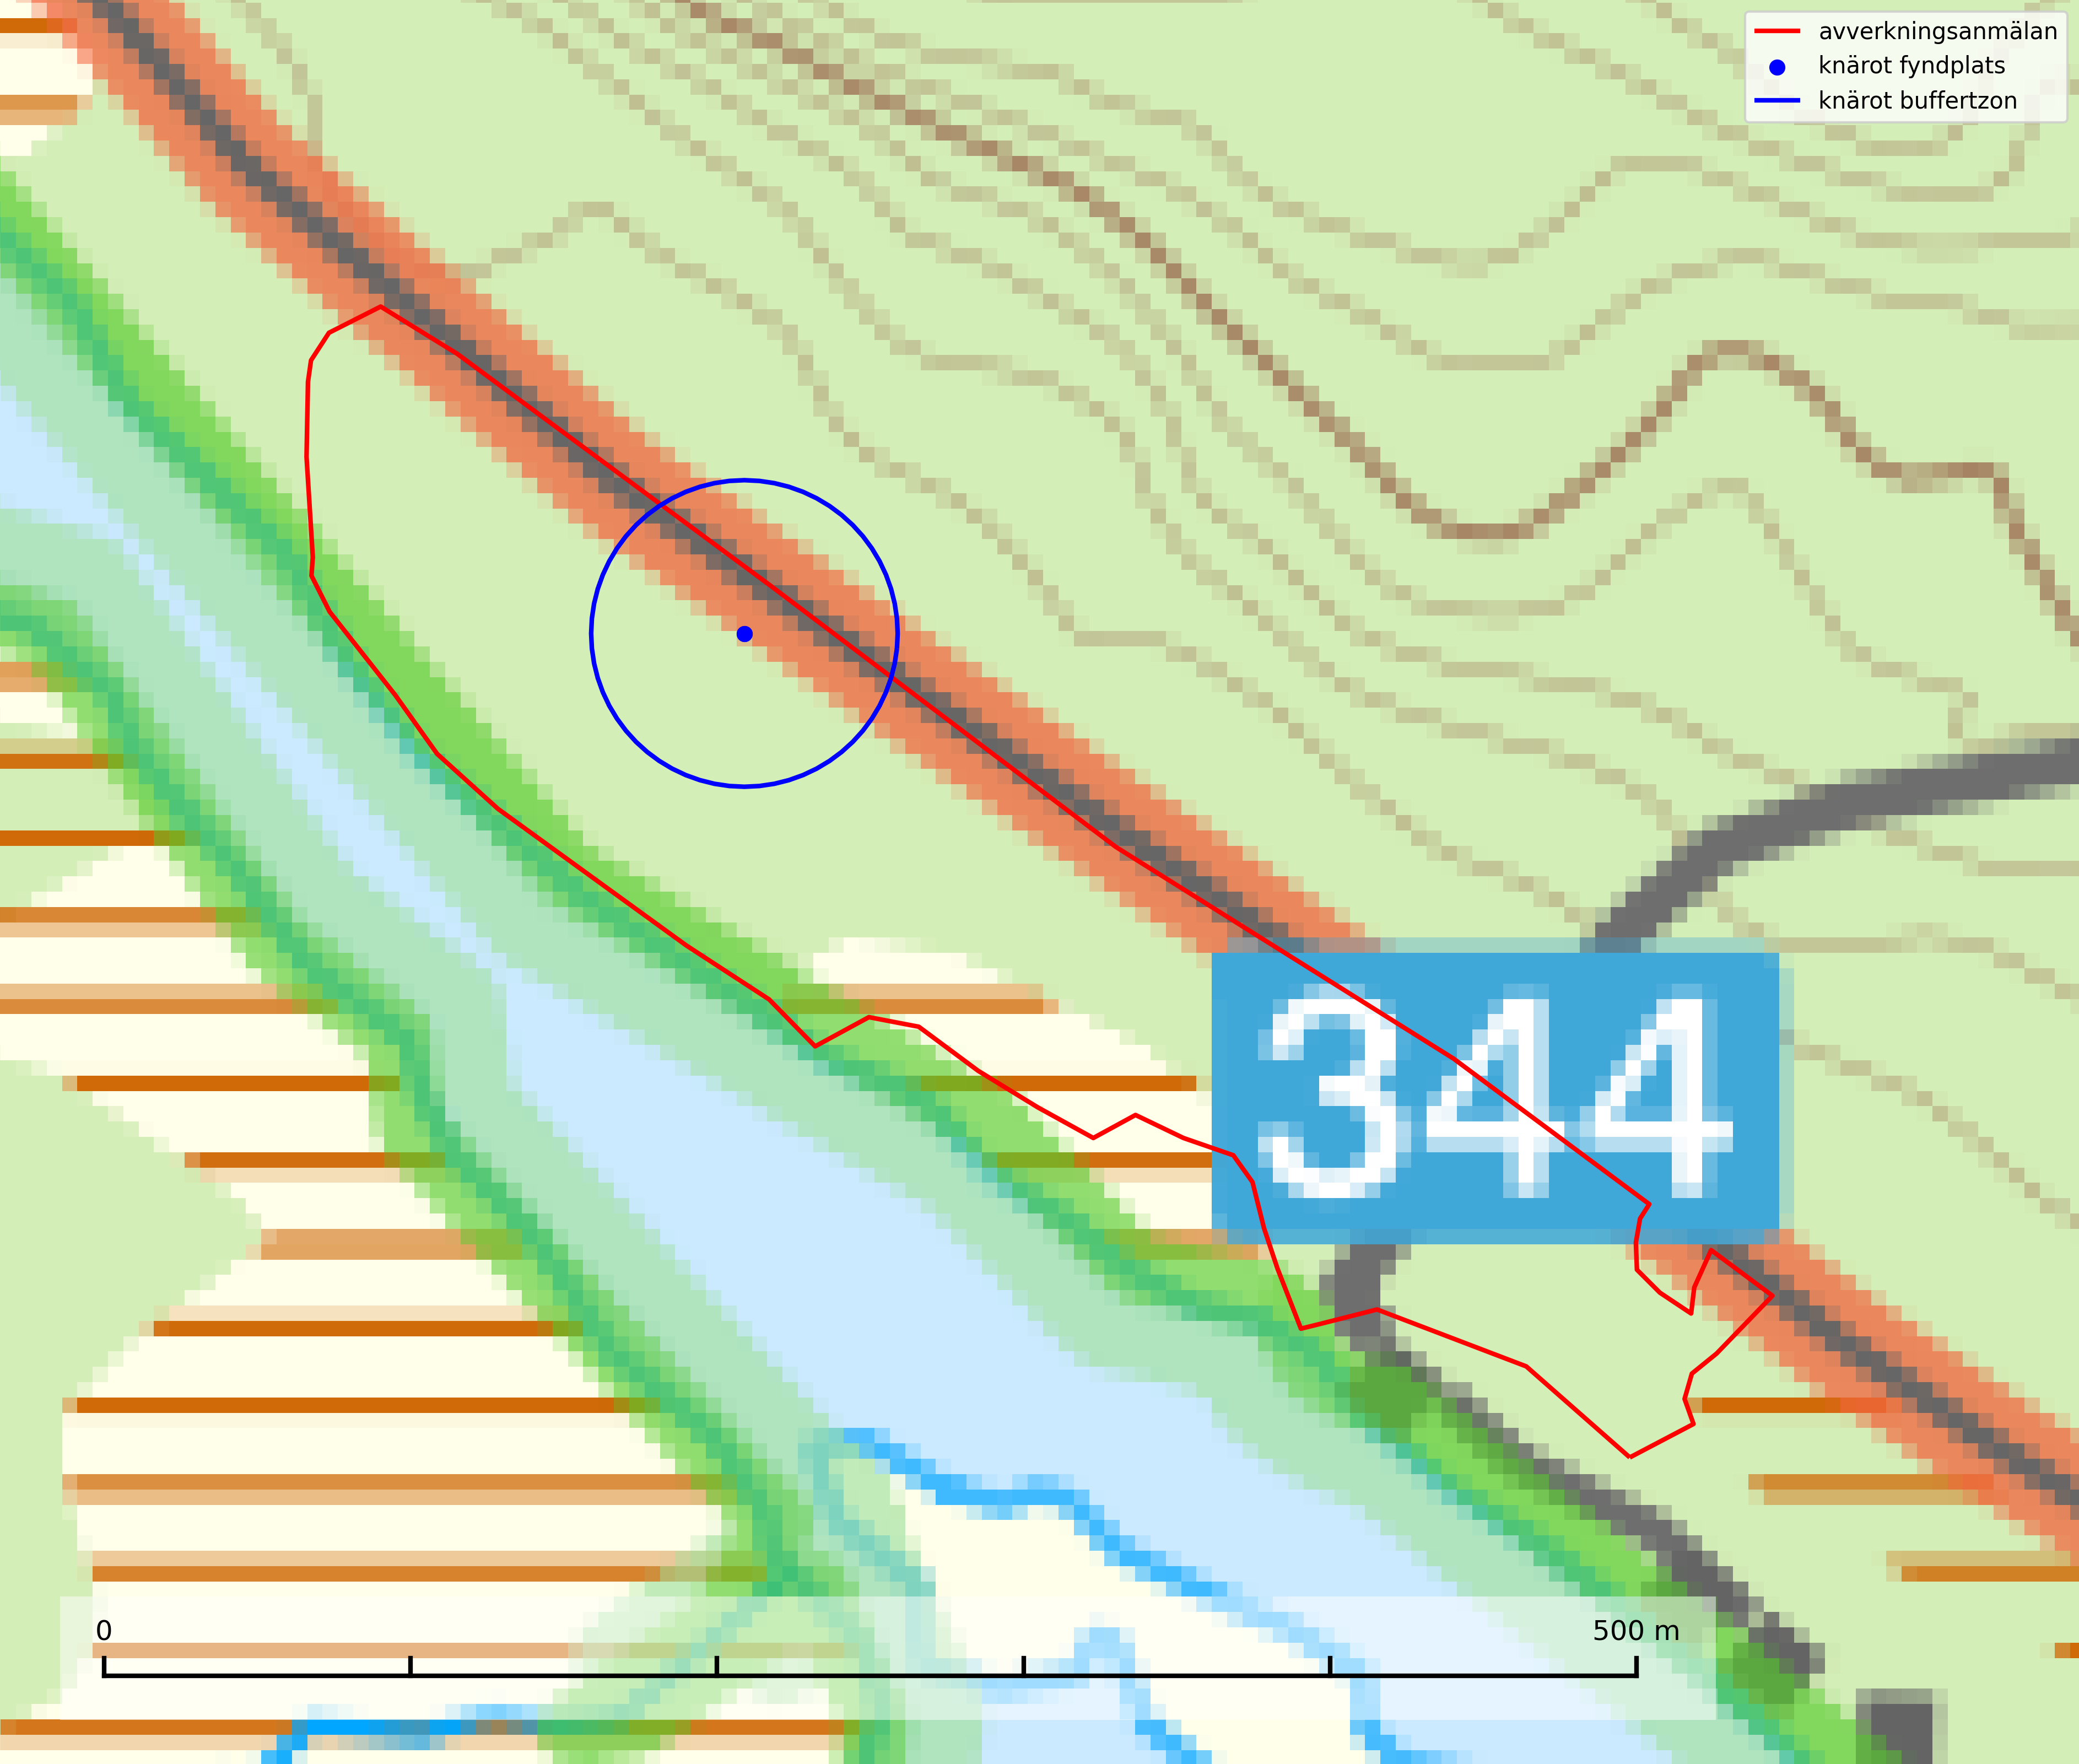 avverkningsanmälan
knärot fyndplats
knärot buffertzon
344
0 500 m